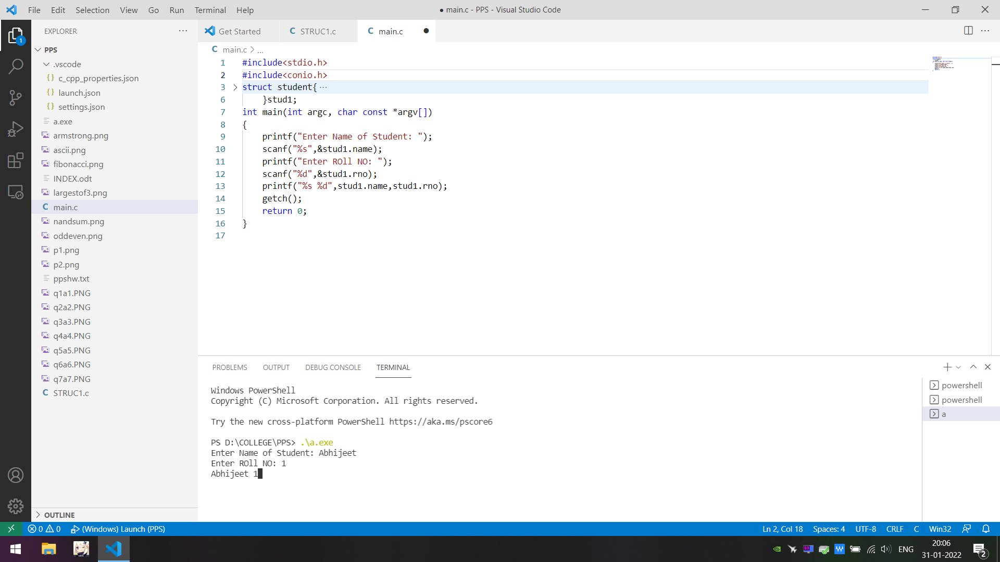 File Edit Selection View Go Run Terminal Help
● main.c - PPS - Visual Studio Code
EXPLORER
PPS
.vscode
{} c_cpp_properties.json
{} launch.json
{} settings.json
a.exe
armstrong.png
ascii.png
fibonacci.png
INDEX.odt
largestof3.png
C main.c
nandsum.png
oddeven.png
p1.png
p2.png
ppshw.txt
q1a1.PNG
q2a2.PNG
q3a3.PNG
q4a4.PNG
q5a5.PNG
q6a6.PNG
q7a7.PNG
C STRUC1.c
OUTLINE
1
Get Started
C STRUC1.c
C main.c ●
C main.c > ...
1 #include<stdio.h>
2 #include<conio.h>
3 struct student{ ...
6     }stud1;
7 int main(int argc, char const *argv[])
8 {
9     printf("Enter Name of Student: ");
10     scanf("%s",&stud1.name);
11     printf("Enter ROll NO: ");
12     scanf("%d",&stud1.rno);
13     printf("%s %d",stud1.name,stud1.rno);
14     getch();
15     return 0;
16 }
17
PROBLEMS OUTPUT DEBUG CONSOLE TERMINAL
Windows PowerShell
Copyright (C) Microsoft Corporation. All rights reserved.
Try the new cross-platform PowerShell https://aka.ms/pscore6
PS D:\COLLEGE\PPS> .\a.exe
Enter Name of Student: Abhijeet
Enter ROll NO: 1
Abhijeet 1
powershell
powershell
a
0 0 (Windows) Launch (PPS)
Ln 2, Col 18 Spaces: 4 UTF-8 CRLF C Win32
60
ENG
20:06
31-01-2022
2